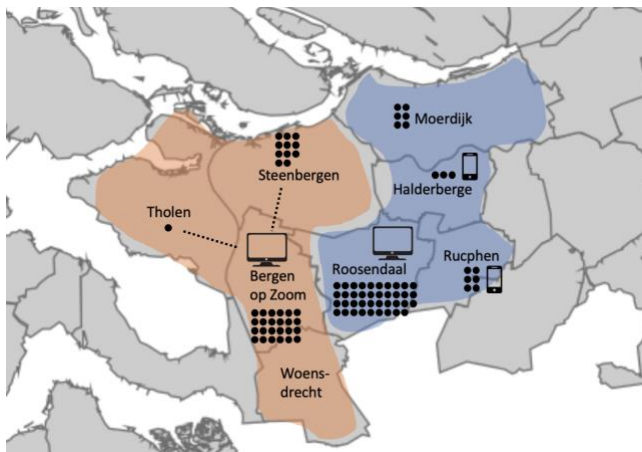 Moerdijk
Steenbergen
Halderberge
Tholen
Bergen
op Zoom
Roosendaal
Rucphen
Woens-
drecht